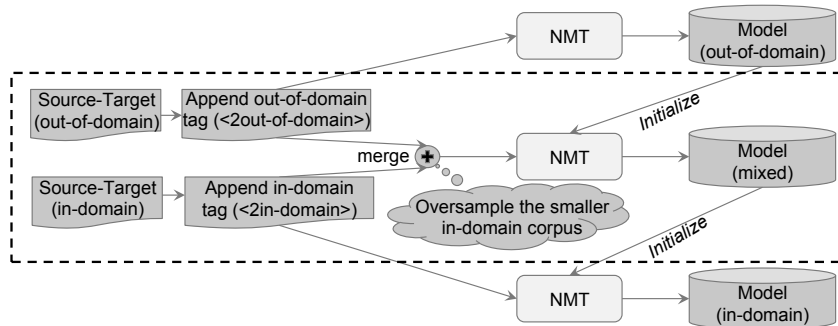 NMT
Model
(out-of-domain)
Source-Target
(out-of-domain)
Append out-of-domain
tag (<2out-of-domain>)
Initialize
merge
NMT
Model
(mixed)
Source-Target
(in-domain)
Append in-domain
tag (<2in-domain>)
Oversample the smaller
in-domain corpus
Initialize
NMT
Model
(in-domain)